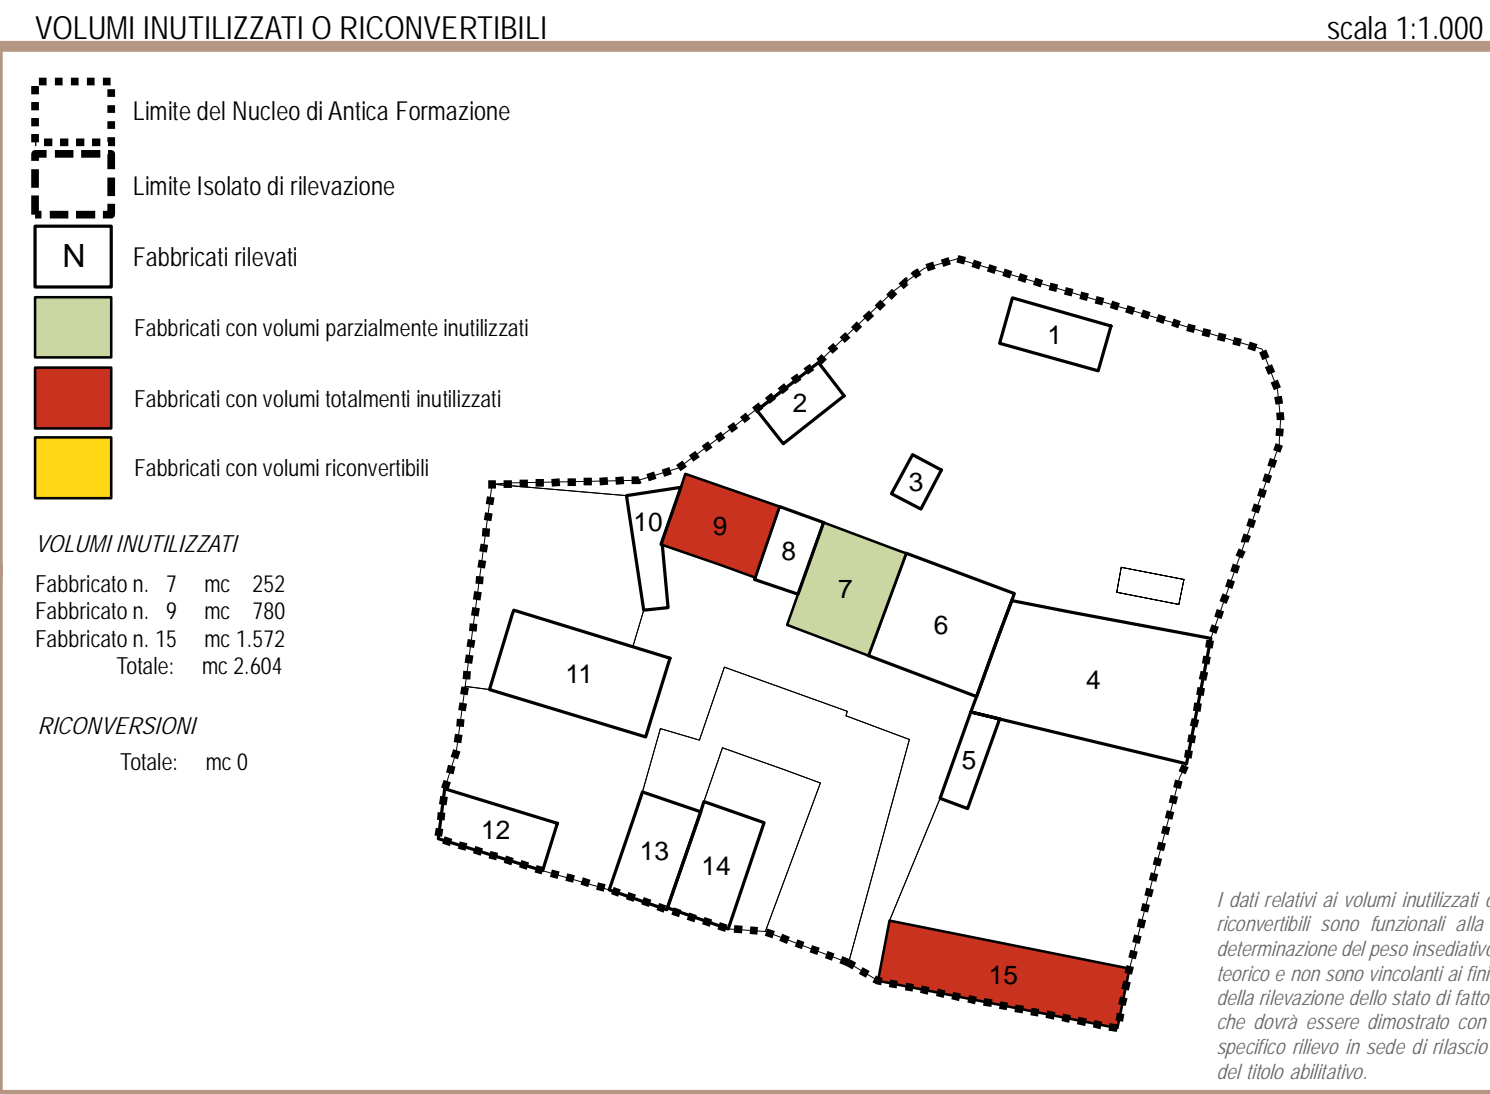 VOLUMI INUTILIZZATI O RICONVERTIBILI
scala 1:1.000
Limite del Nucleo di Antica Formazione
Limite Isolato di rilevazione
N
Fabbricati rilevati
Fabbricati con volumi parzialmente inutilizzati
Fabbricati con volumi totalmenti inutilizzati
Fabbricati con volumi riconvertibili
VOLUMI INUTILIZZATI
Fabbricato n. 7 mc 252
Fabbricato n. 9 mc 780
Fabbricato n. 15 mc 1.572
Totale: mc 2.604
RICONVERSIONI
Totale: mc 0
1
2
3
10
9
8
7
6
4
11
5
12
13
14
15
I dati relativi ai volumi inutilizzati
riconvertibili sono funzionali alla
determinazione del peso insediativo
teorico e non sono vincolanti ai fini
della rilevazione dello stato di fatto
che dovrà essere dimostrato con
specifico rilievo in sede di rilascio
del titolo abilitativo.